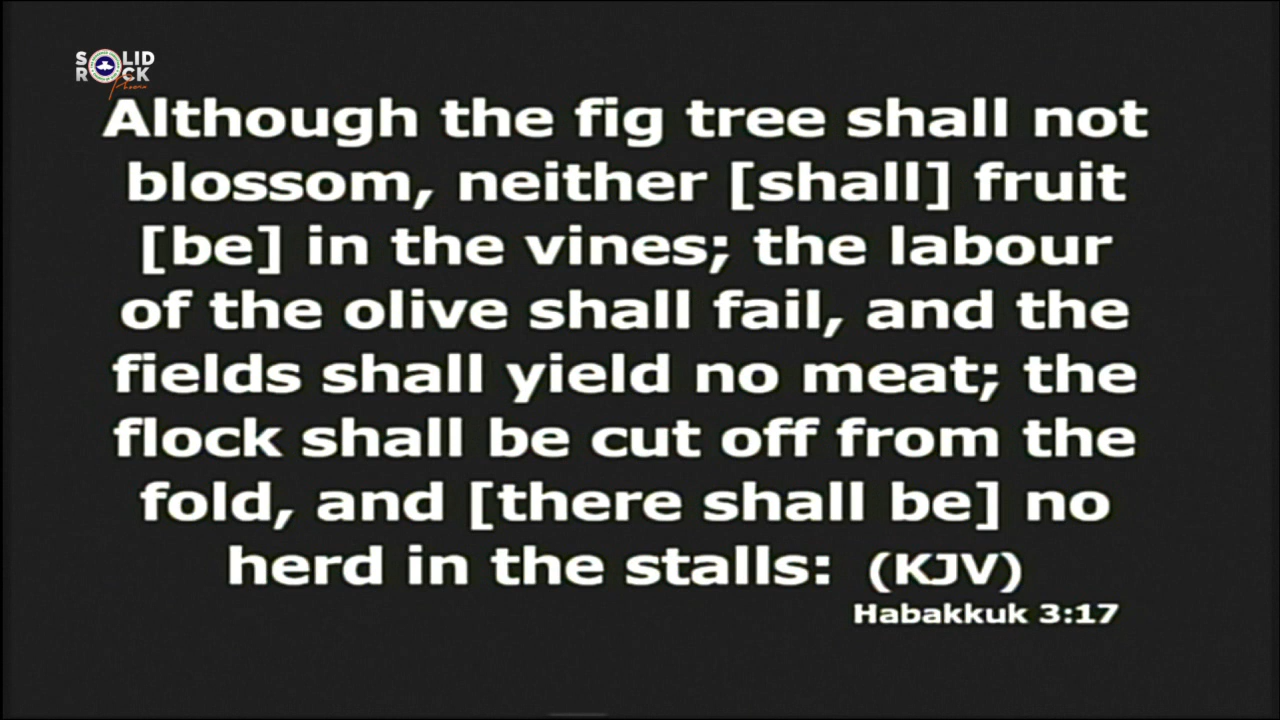 SOLID
ROCK
Phoenix
Although the fig tree shall not
blossom, neither [shall] fruit
[be] in the vines; the labour
of the olive shall fail, and the
fields shall yield no meat; the
flock shall be cut off from the
fold, and [there shall be] no
herd in the stalls: (KJV)
Habakkuk 3:17